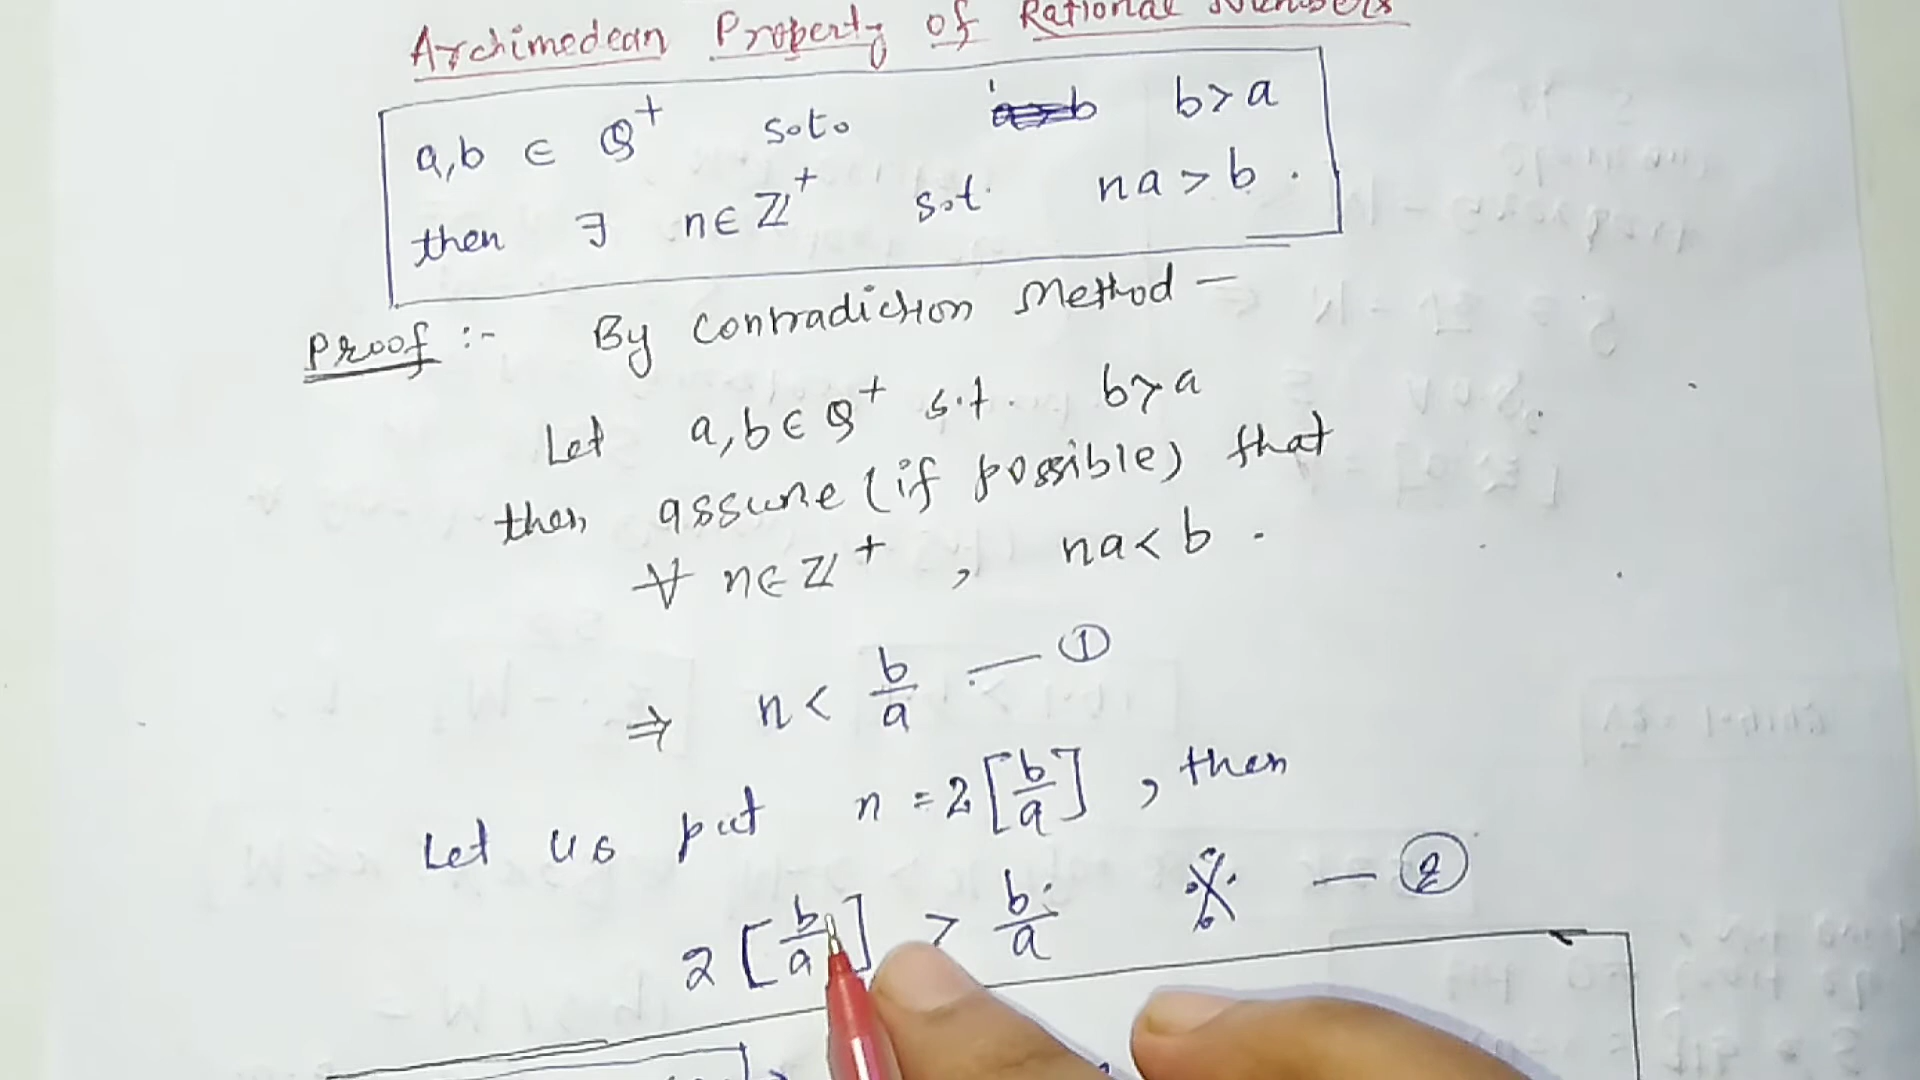 Archimedean Property of Rational Numbers
a,b ∈ Q⁺ s.t. b > a
then ∃ n ∈ ℤ⁺ s.t. na > b .
Proof :- By Contradiction Method —
Let a,b ∈ Q⁺ s.t. b > a
then assume (if possible) that
∀ n ∈ ℤ⁺ , na < b .
⇒ n < b/a — ①
Let us put n = 2[b/a] , then
2[b/a] > b/a — ②